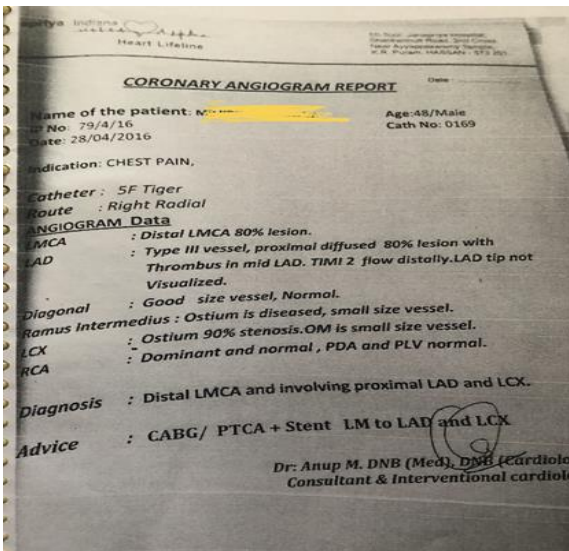 Heart Lifeline
K.R. Puram, HASSAN - 573 201
CORONARY ANGIOGRAM REPORT
Date :
Name of the patient:
IP No: 79/4/16
Age:48/Male
Date: 28/04/2016
Cath No: 0169
Indication: CHEST PAIN,
Catheter : 5F Tiger
Route : Right Radial
ANGIOGRAM Data
LMCA : Distal LMCA 80% lesion.
LAD : Type III vessel, proximal diffused 80% lesion with
Thrombus in mid LAD. TIMI 2 flow distally.LAD tip not
Visualized.
Diagonal : Good size vessel, Normal.
Ramus Intermedius : Ostium is diseased, small size vessel.
LCX : Ostium 90% stenosis.OM is small size vessel.
RCA : Dominant and normal , PDA and PLV normal.
Diagnosis : Distal LMCA and involving proximal LAD and LCX.
Advice : CABG/ PTCA + Stent LM to LAD and LCX
Dr: Anup M. DNB (Med), DNB (Cardiolo
Consultant & Interventional cardiol